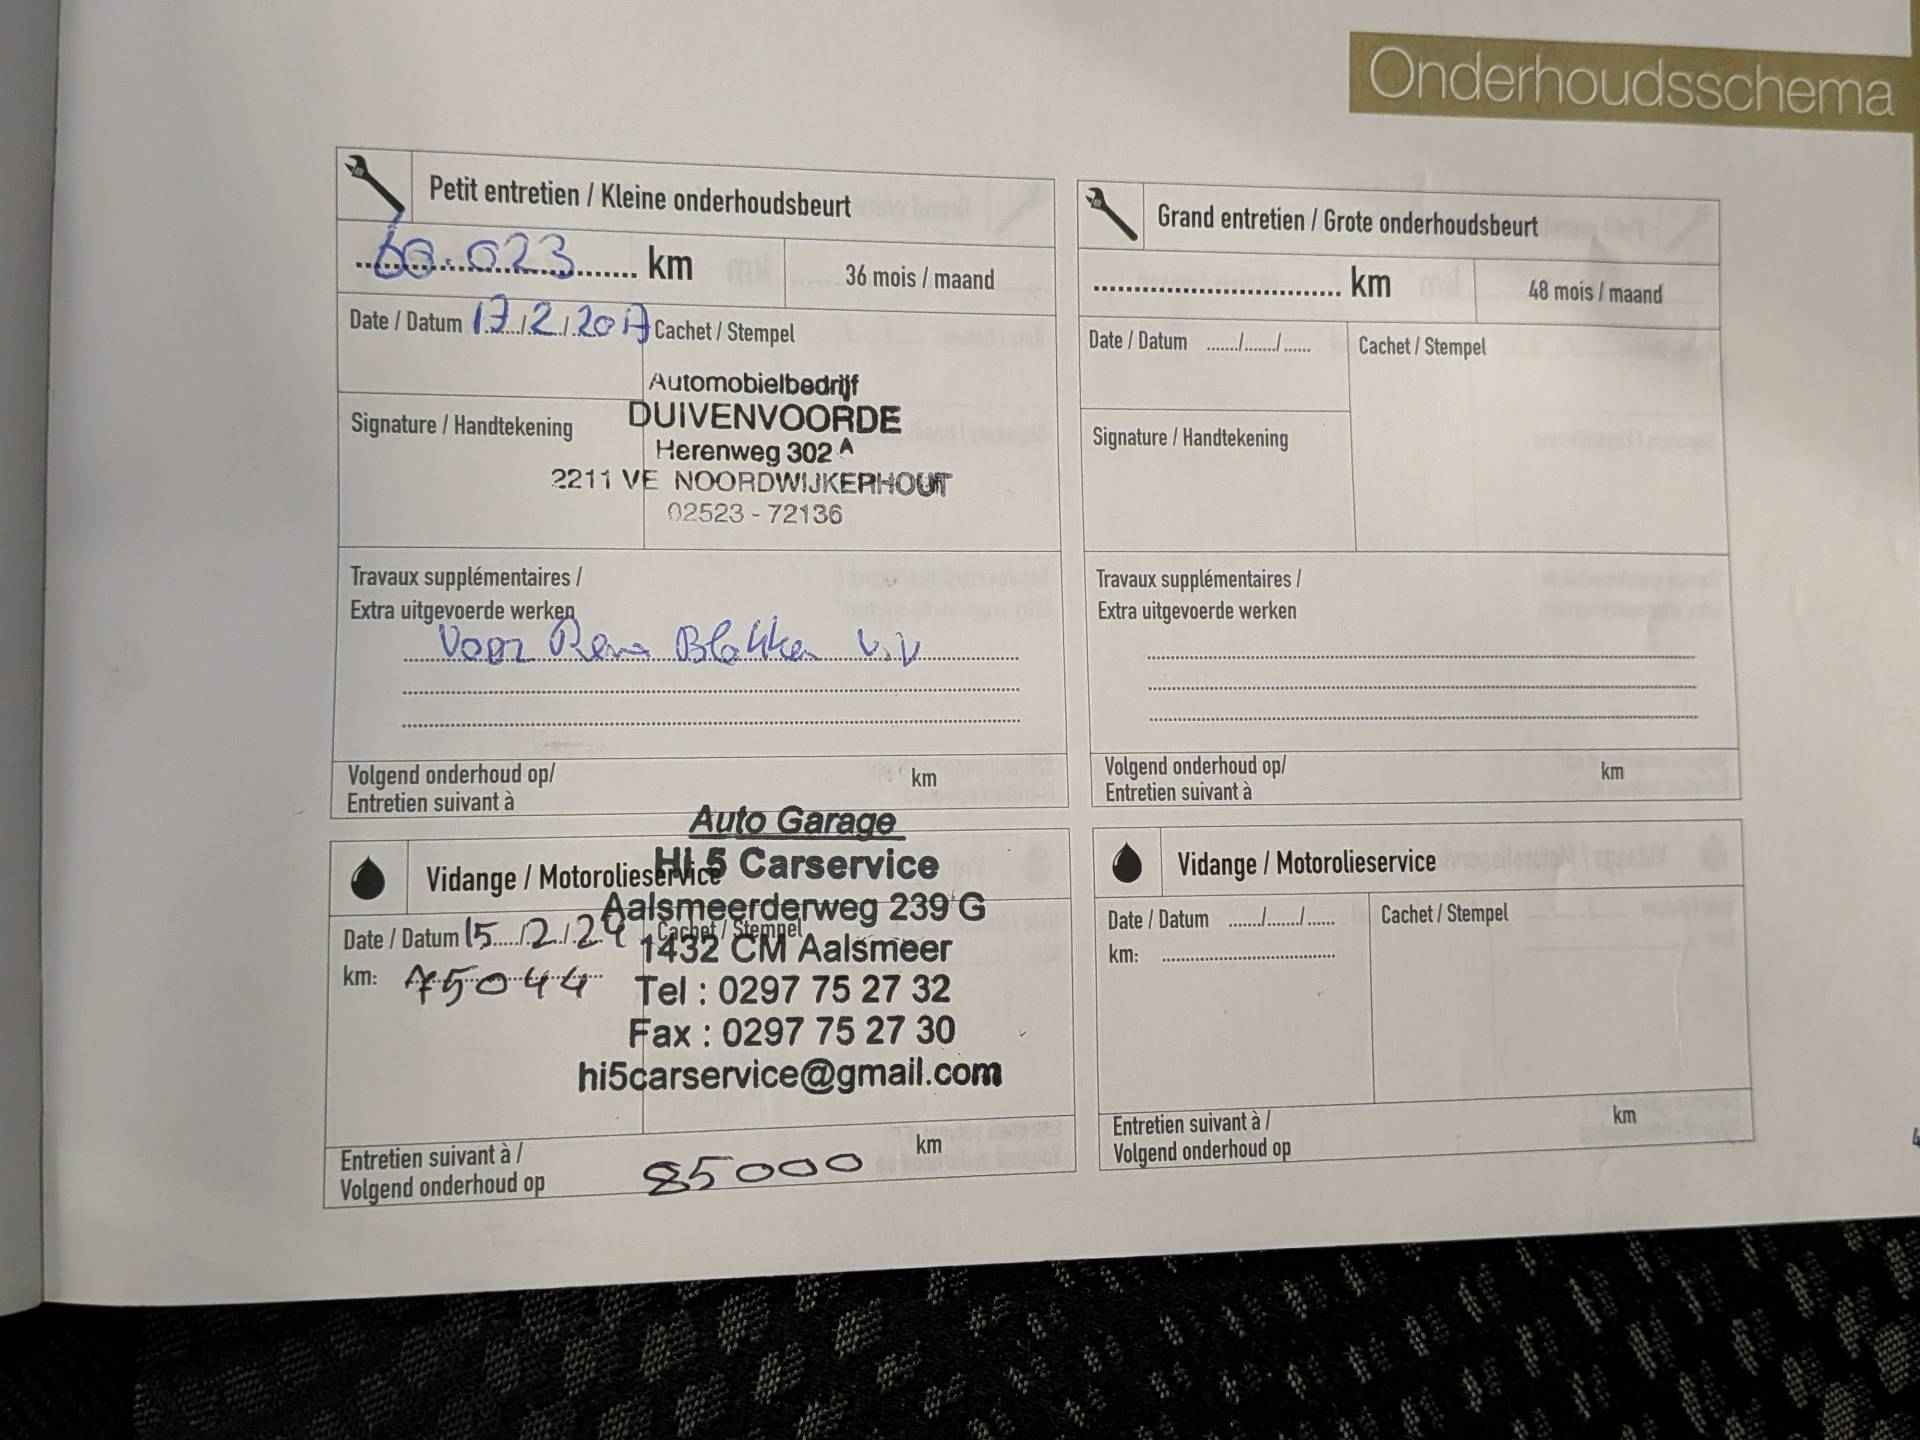 Onderhoudsschema
Petit entretien / Kleine onderhoudsbeurt
60.023 km
36 mois / maand
Date / Datum 17/2/2017
Cachet / Stempel
Automobielbedrijf
DUIVENVOORDE
Herenweg 302 A
2211 VE NOORDWIJKERHOUT
02523 - 72136
Signature / Handtekening
Travaux supplémentaires /
Extra uitgevoerde werken
Voor Rem Blokken v.v
Volgend onderhoud op/ km
Entretien suivant à
Grand entretien / Grote onderhoudsbeurt
km
48 mois / maand
Date / Datum ....../....../......
Cachet / Stempel
Signature / Handtekening
Travaux supplémentaires /
Extra uitgevoerde werken
Volgend onderhoud op/ km
Entretien suivant à
Auto Garage
Hi 5 Carservice
Aalsmeerderweg 239 G
1432 CM Aalsmeer
Tel : 0297 75 27 32
Fax : 0297 75 27 30
hi5carservice@gmail.com
Vidange / Motorolieservice
Date / Datum 15/2/24
Cachet / Stempel
km: 75044
Entretien suivant à / km
Volgend onderhoud op 85000
Vidange / Motorolieservice
Date / Datum ....../....../......
Cachet / Stempel
km:
Entretien suivant à / km
Volgend onderhoud op